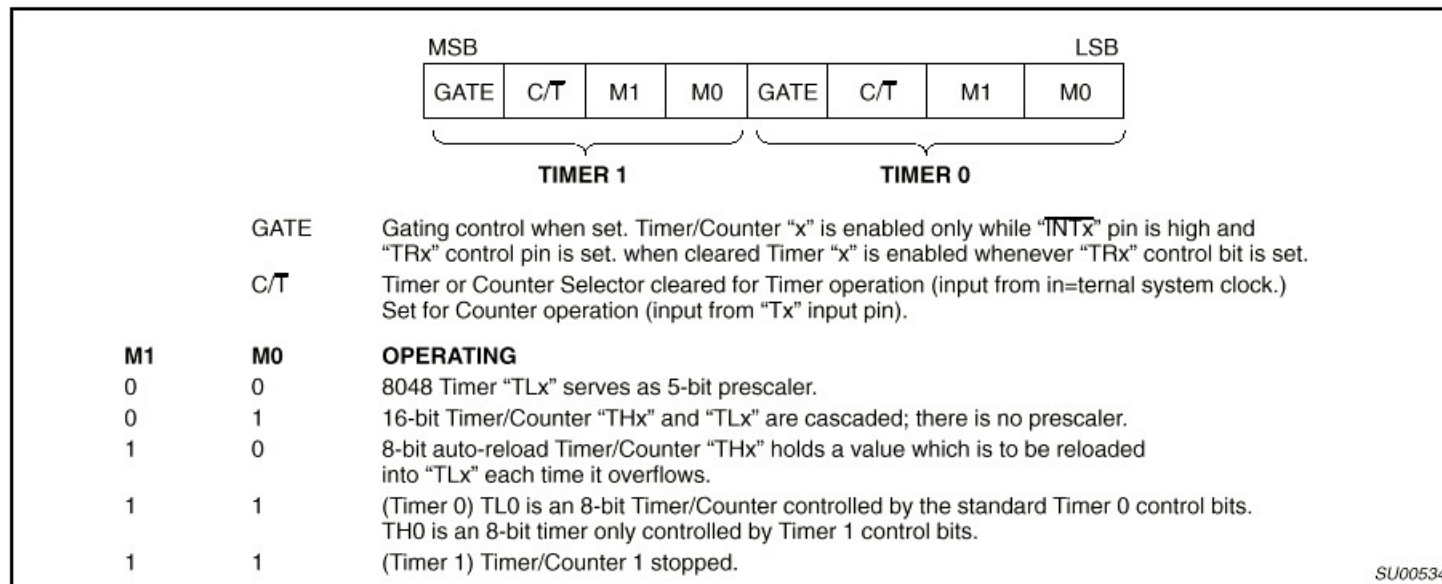 MSB LSB
GATE C/T̅ M1 M0 GATE C/T̅ M1 M0
TIMER 1 TIMER 0
GATE Gating control when set. Timer/Counter “x” is enabled only while “I̅N̅T̅x̅” pin is high and
“TRx” control pin is set. when cleared Timer “x” is enabled whenever “TRx” control bit is set.
C/T̅ Timer or Counter Selector cleared for Timer operation (input from in=ternal system clock.)
Set for Counter operation (input from “Tx” input pin).
M1 M0 OPERATING
0 0 8048 Timer “TLx” serves as 5-bit prescaler.
0 1 16-bit Timer/Counter “THx” and “TLx” are cascaded; there is no prescaler.
1 0 8-bit auto-reload Timer/Counter “THx” holds a value which is to be reloaded
into “TLx” each time it overflows.
1 1 (Timer 0) TL0 is an 8-bit Timer/Counter controlled by the standard Timer 0 control bits.
TH0 is an 8-bit timer only controlled by Timer 1 control bits.
1 1 (Timer 1) Timer/Counter 1 stopped.
SU00534